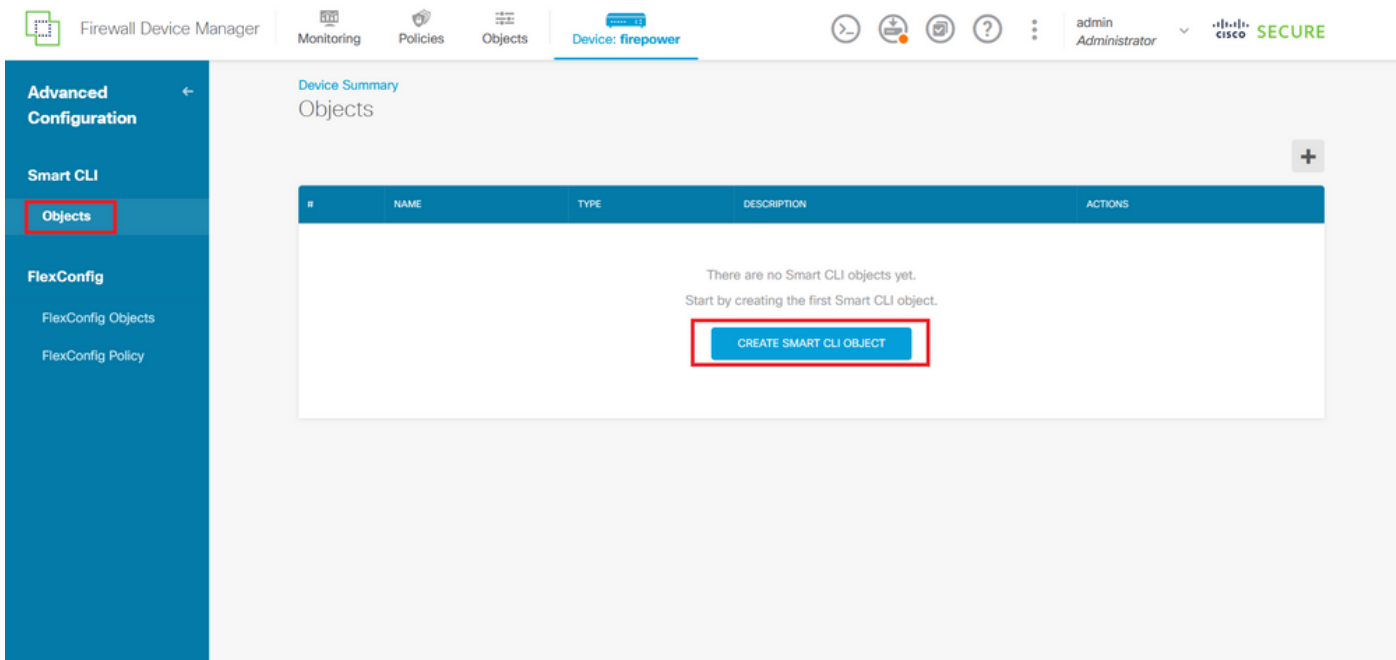 Firewall Device Manager
Monitoring
Policies
Objects
Device: firepower
admin
Administrator
cisco SECURE
Advanced
Configuration
Smart CLI
Objects
FlexConfig
FlexConfig Objects
FlexConfig Policy
Device Summary
Objects
# NAME TYPE DESCRIPTION ACTIONS
There are no Smart CLI objects yet.
Start by creating the first Smart CLI object.
CREATE SMART CLI OBJECT